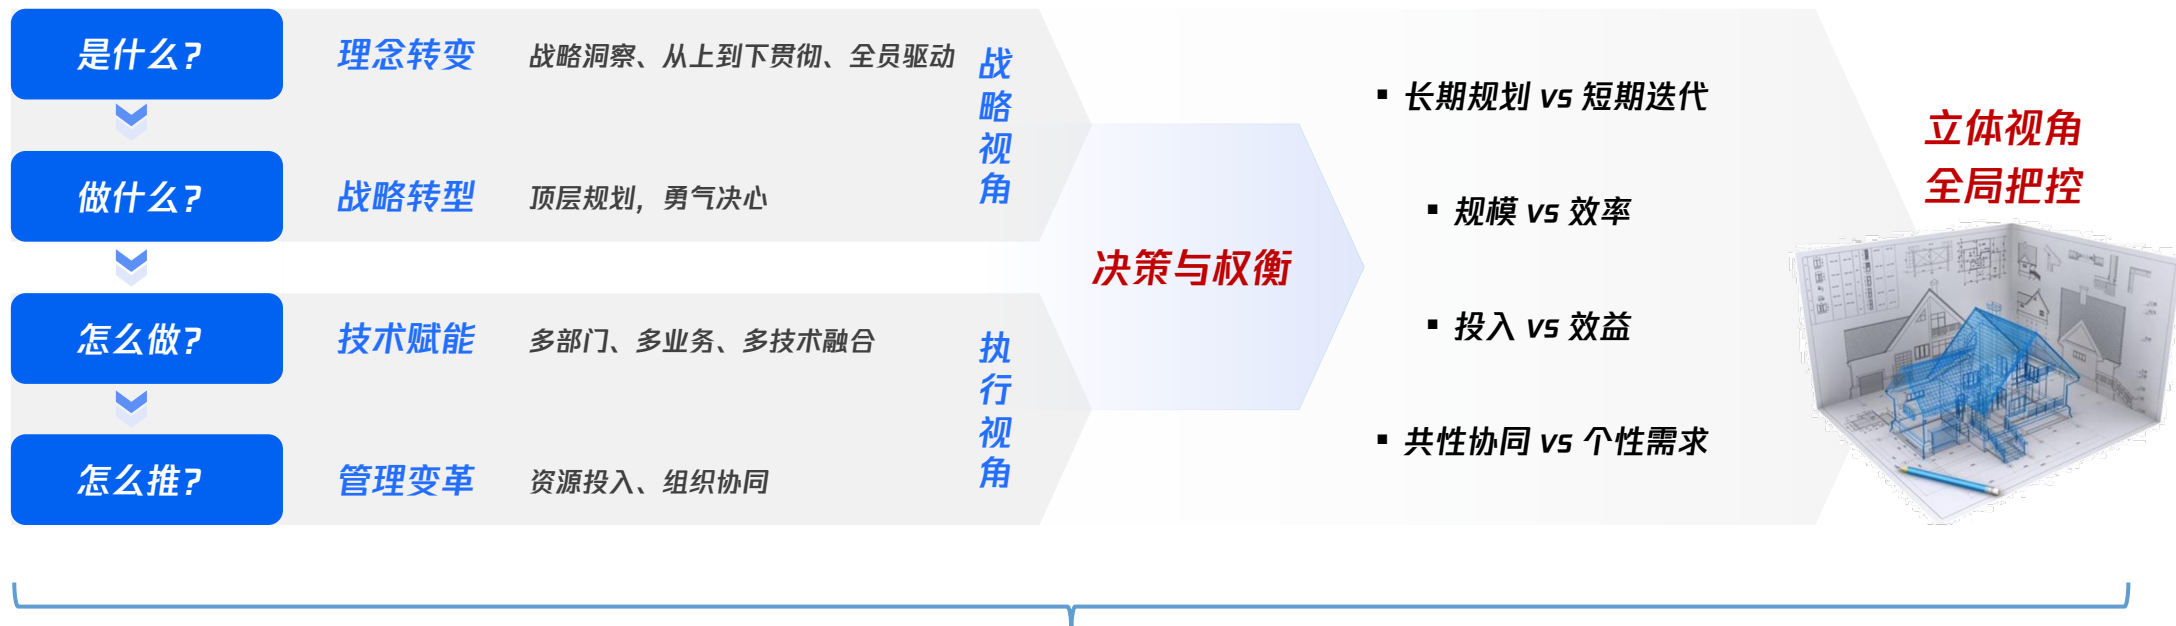 是什么?
理念转变
战略洞察、从上到下贯彻、全员驱动
做什么?
战略转型
顶层规划，勇气决心
战略视角
怎么做?
技术赋能
多部门、多业务、多技术融合
怎么推?
管理变革
资源投入、组织协同
执行视角
决策与权衡
▪ 长期规划 vs 短期迭代
▪ 规模 vs 效率
▪ 投入 vs 效益
▪ 共性协同 vs 个性需求
立体视角
全局把控